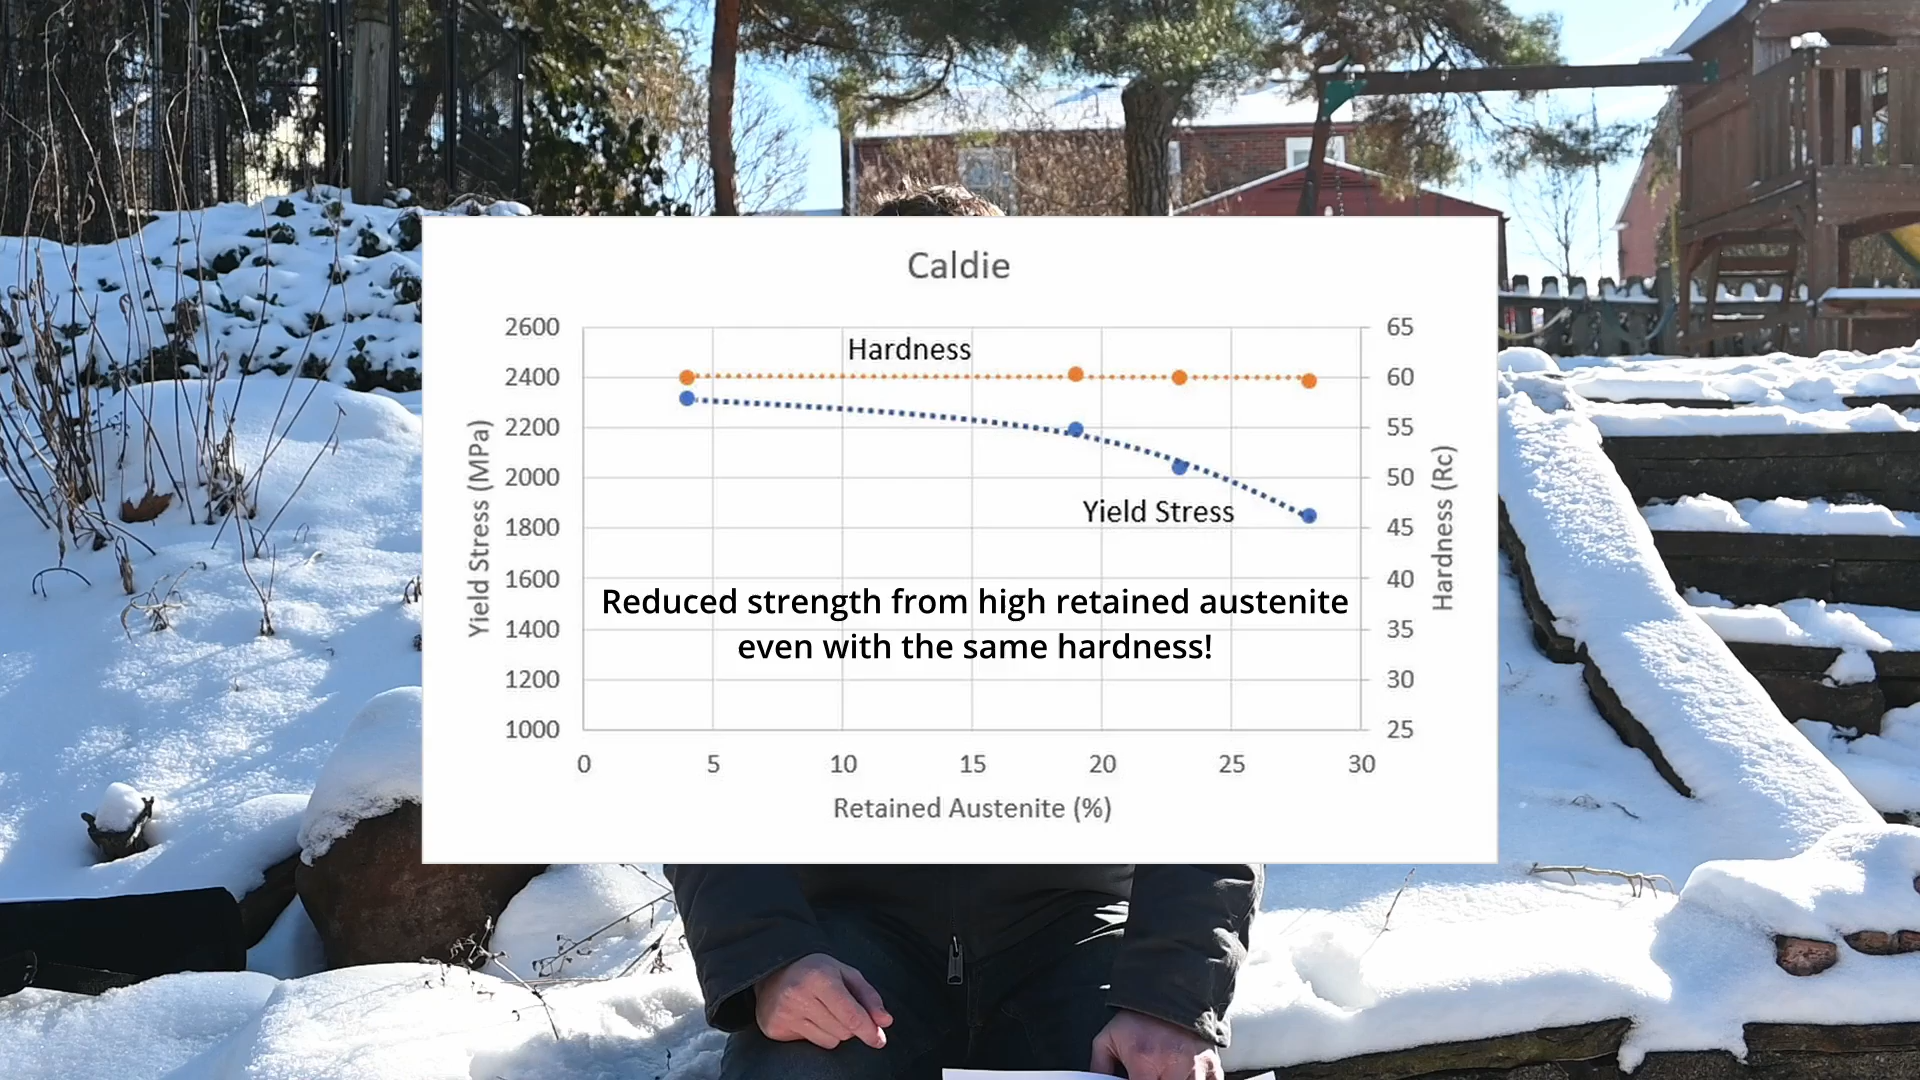 Caldie
2600
2400
2200
2000
1800
1600
1400
1200
1000
65
60
55
50
45
40
35
30
25
Yield Stress (MPa)
Hardness (Rc)
Hardness
Yield Stress
Reduced strength from high retained austenite
even with the same hardness!
0 5 10 15 20 25 30
Retained Austenite (%)